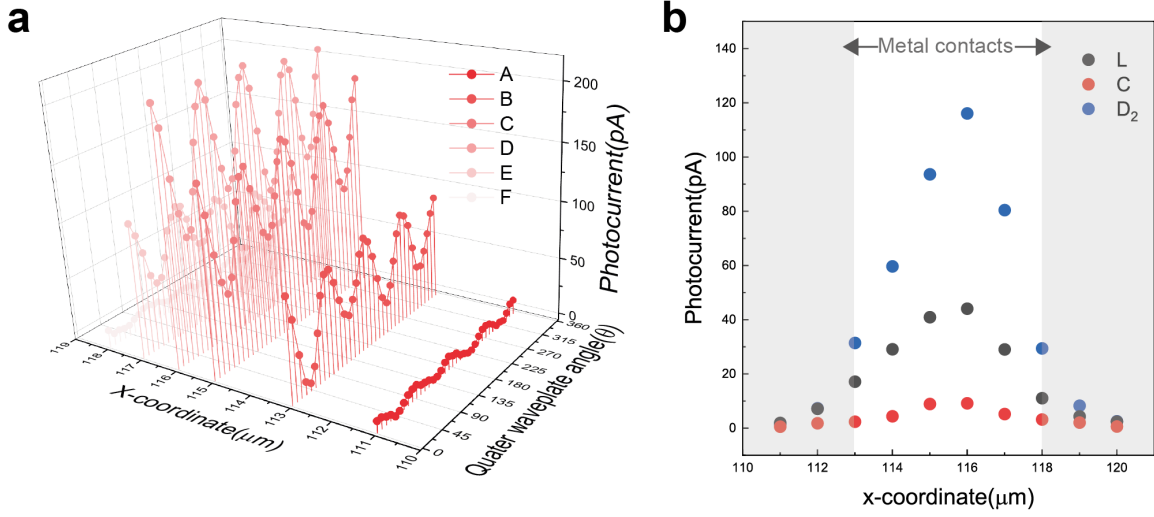 a
A
B
C
D
E
F
200
150
100
50
0
Photocurrent(pA)
119
118
117
116
115
114
113
112
111
110
X-coordinate(μm)
360
315
270
225
180
135
90
45
0
Quater waveplate angle(θ)
b
Metal contacts
L
C
D₂
140
120
100
80
60
40
20
0
Photocurrent(pA)
110
112
114
116
118
120
x-coordinate(μm)